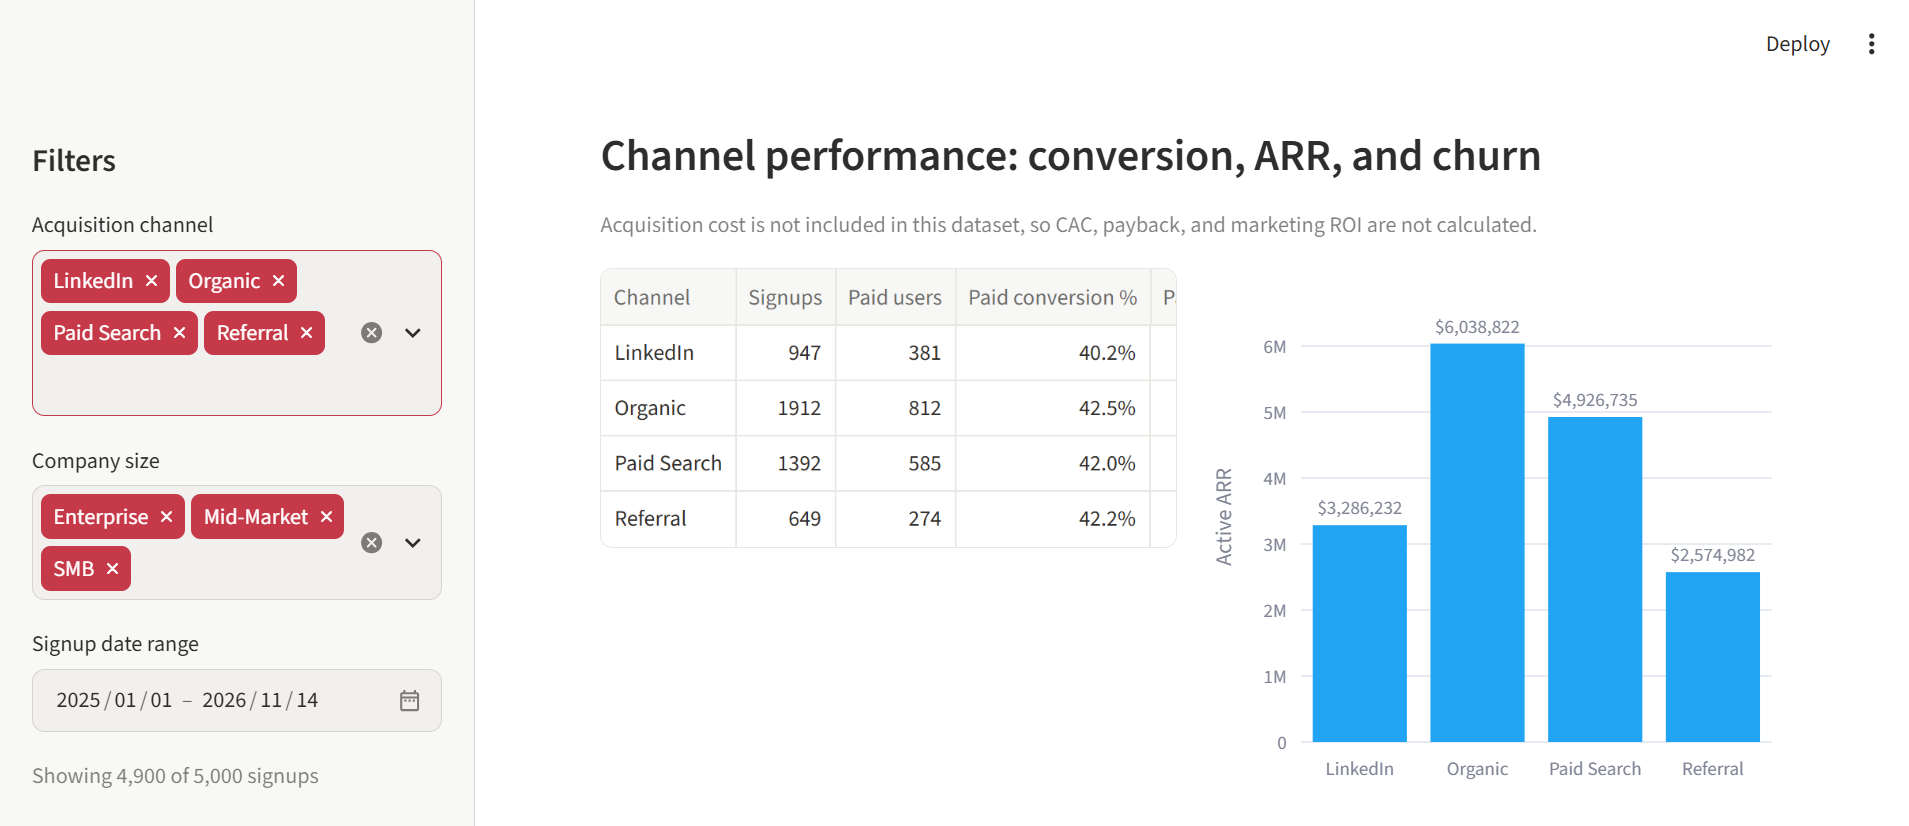 Deploy
Filters
Acquisition channel
LinkedIn
Organic
Paid Search
Referral
Company size
Enterprise
Mid-Market
SMB
Signup date range
2025/01/01 – 2026/11/14
Showing 4,900 of 5,000 signups
Channel performance: conversion, ARR, and churn
Acquisition cost is not included in this dataset, so CAC, payback, and marketing ROI are not calculated.
Channel Signups Paid users Paid conversion %
LinkedIn 947 381 40.2%
Organic 1912 812 42.5%
Paid Search 1392 585 42.0%
Referral 649 274 42.2%
Active ARR
6M
5M
4M
3M
2M
1M
0
$3,286,232
$6,038,822
$4,926,735
$2,574,982
LinkedIn Organic Paid Search Referral